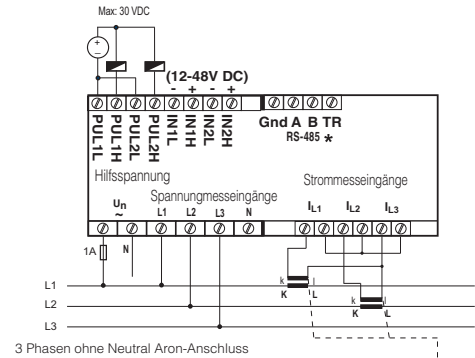 Max: 30 VDC
+
−
(12-48V DC)
- + - +
PUL1L PUL1H PUL2L PUL2H IN1L IN1H IN2L IN2H
Gnd A B TR
RS-485 *
Hilfsspannung
Spannungmesseingänge
Strommesseingänge
Un ~
L1 L2 L3 N
IL1 IL2 IL3
1A
N
k l
K L
L1
k l
K L
L2
L3
3 Phasen ohne Neutral Aron-Anschluss